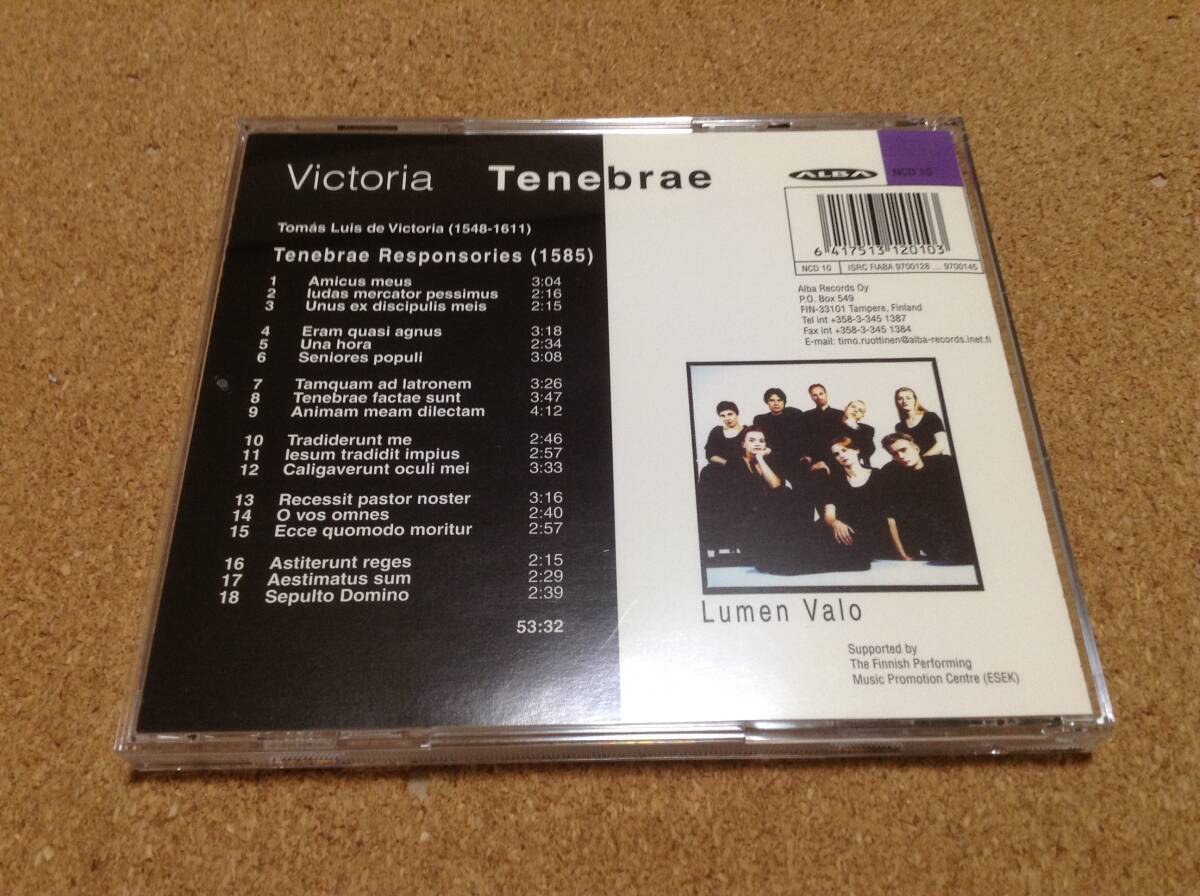 Victoria Tenebrae
Tomás Luis de Victoria (1548-1611)
Tenebrae Responsories (1585)
1 Amicus meus 3:04
2 Iudas mercator pessimus 2:16
3 Unus ex discipulis meis 2:15
4 Eram quasi agnus 3:18
5 Una hora 2:34
6 Seniores populi 3:08
7 Tamquam ad latronem 3:26
8 Tenebrae factae sunt 3:47
9 Animam meam dilectam 4:12
10 Tradiderunt me 2:46
11 Iesum tradidit impius 2:57
12 Caligaverunt oculi mei 3:33
13 Recessit pastor noster 3:16
14 O vos omnes 2:40
15 Ecce quomodo moritur 2:57
16 Astiterunt reges 2:15
17 Aestimatus sum 2:29
18 Sepulto Domino 2:39
53:32
ALBA
NCD 10
6 417513 120103
NCD 10 ISRC FIABA 9700128 ... 9700145
Alba Records Oy
P.O. Box 549
FIN-33101 Tampere, Finland
Tel int +358-3-345 1387
Fax int +358-3-345 1384
E-mail: timo.ruottinen@alba-records.inet.fi
Lumen Valo
Supported by
The Finnish Performing
Music Promotion Centre (ESEK)